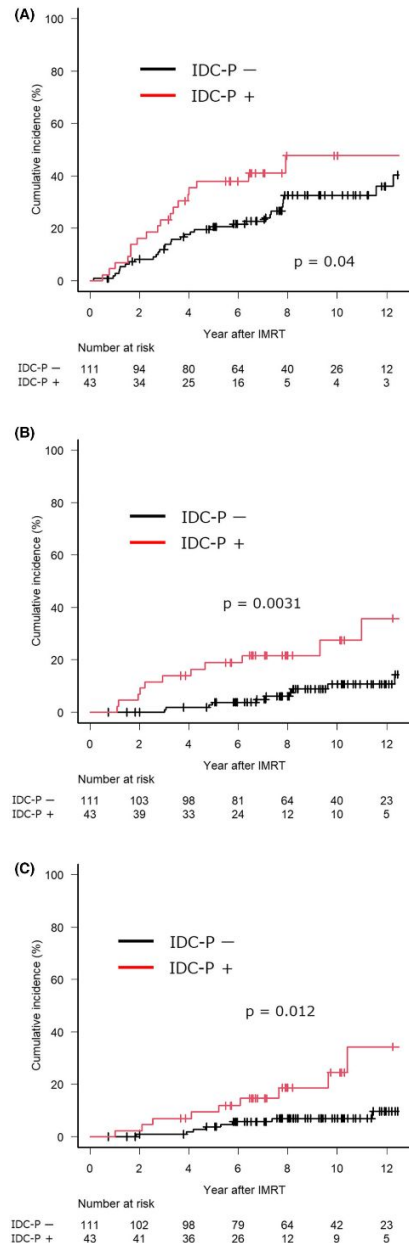 (A)
100
80
60
40
20
0
Cumulative incidence (%)
IDC-P −
IDC-P +
p = 0.04
0 2 4 6 8 10 12
Year after IMRT
Number at risk
IDC-P − 111 94 80 64 40 26 12
IDC-P + 43 34 25 16 5 4 3
(B)
100
80
60
40
20
0
Cumulative incidence (%)
IDC-P −
IDC-P +
p = 0.0031
0 2 4 6 8 10 12
Year after IMRT
Number at risk
IDC-P − 111 103 98 81 64 40 23
IDC-P + 43 39 33 24 12 10 5
(C)
100
80
60
40
20
0
Cumulative incidence (%)
IDC-P −
IDC-P +
p = 0.012
0 2 4 6 8 10 12
Year after IMRT
Number at risk
IDC-P − 111 102 98 79 64 42 23
IDC-P + 43 41 36 26 12 9 5